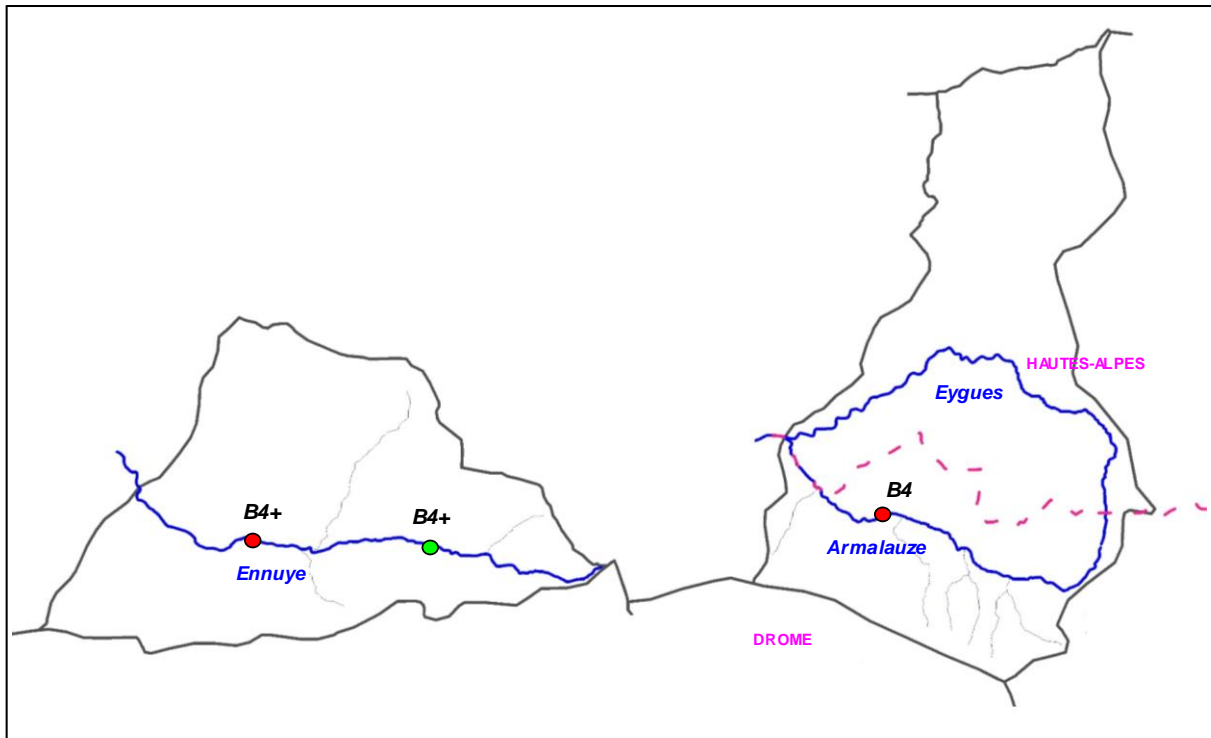 HAUTES-ALPES
Eygues
B4
B4+
B4+
Armalauze
Ennuye
DROME